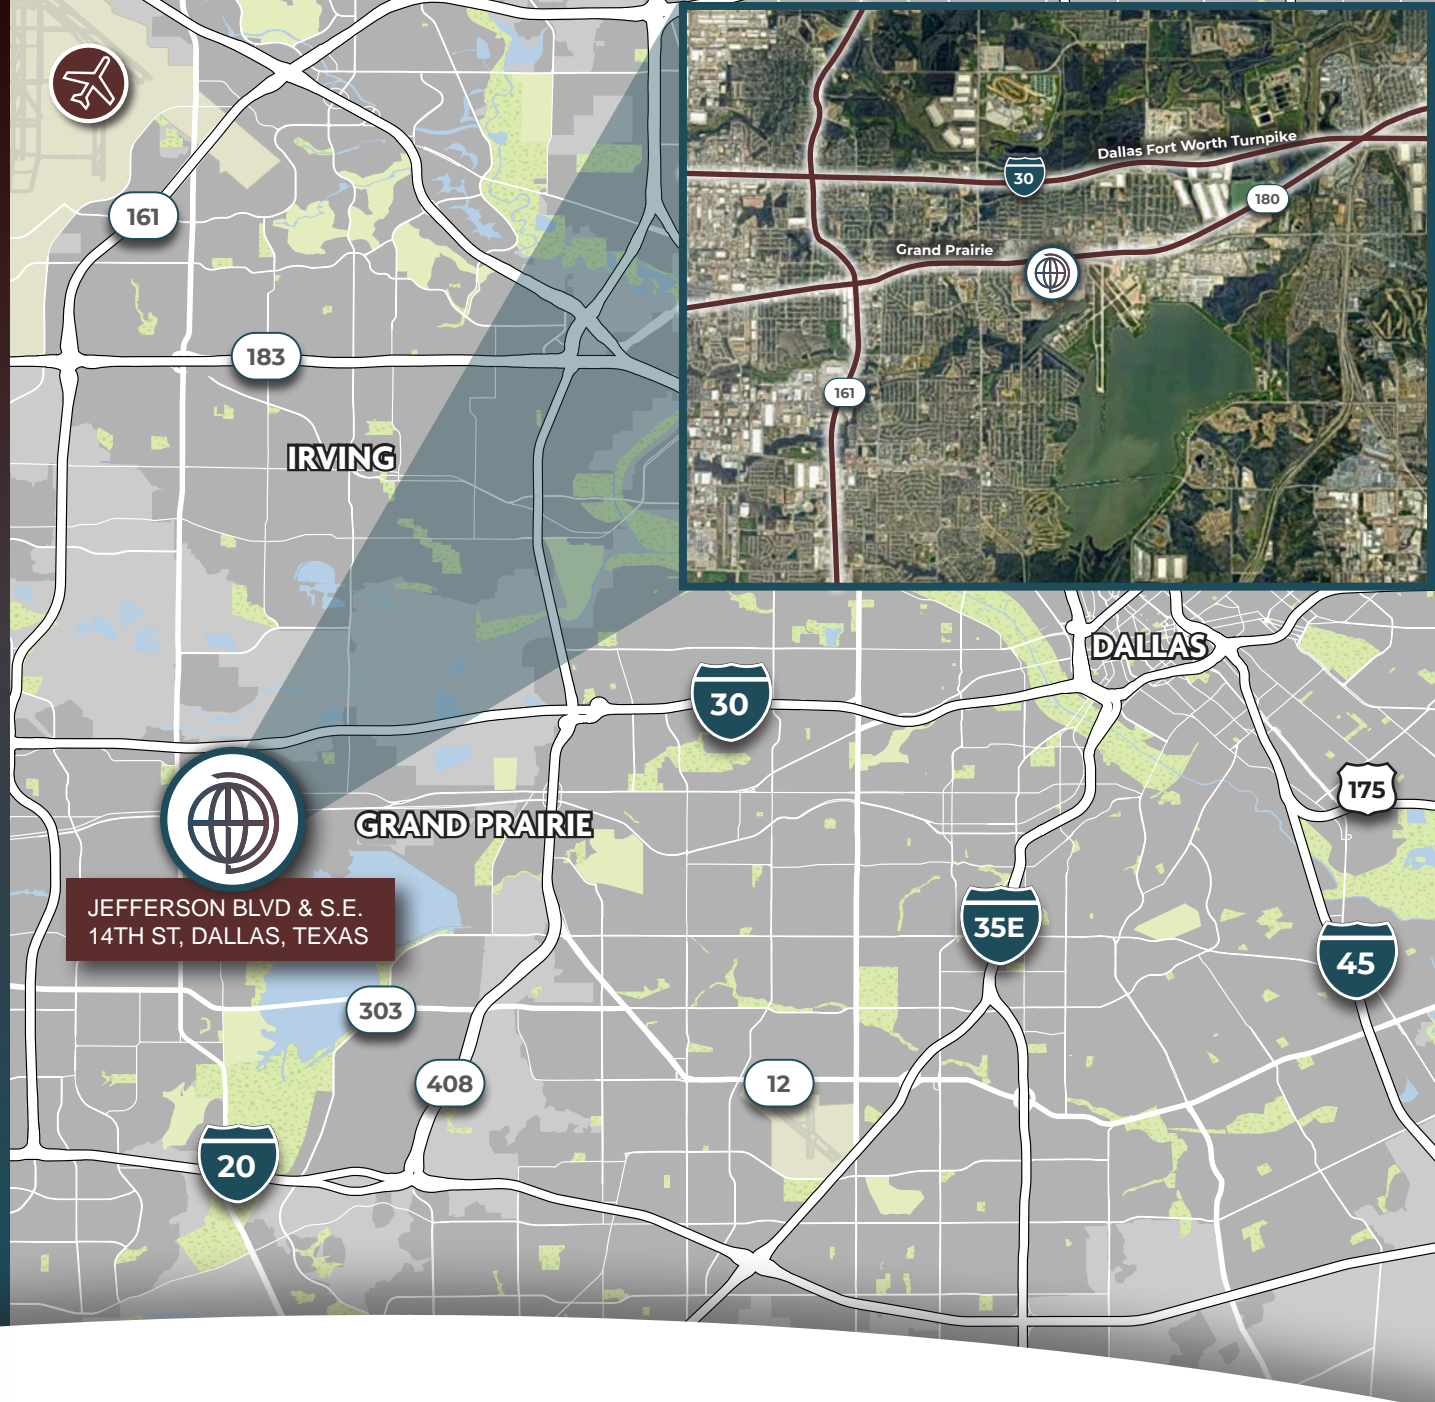 Dallas Fort Worth Turnpike
30
180
161
Grand Prairie
183
161
IRVING
DALLAS
30
175
GRAND PRAIRIE
JEFFERSON BLVD & S.E.
14TH ST, DALLAS, TEXAS
35E
45
303
408
12
20